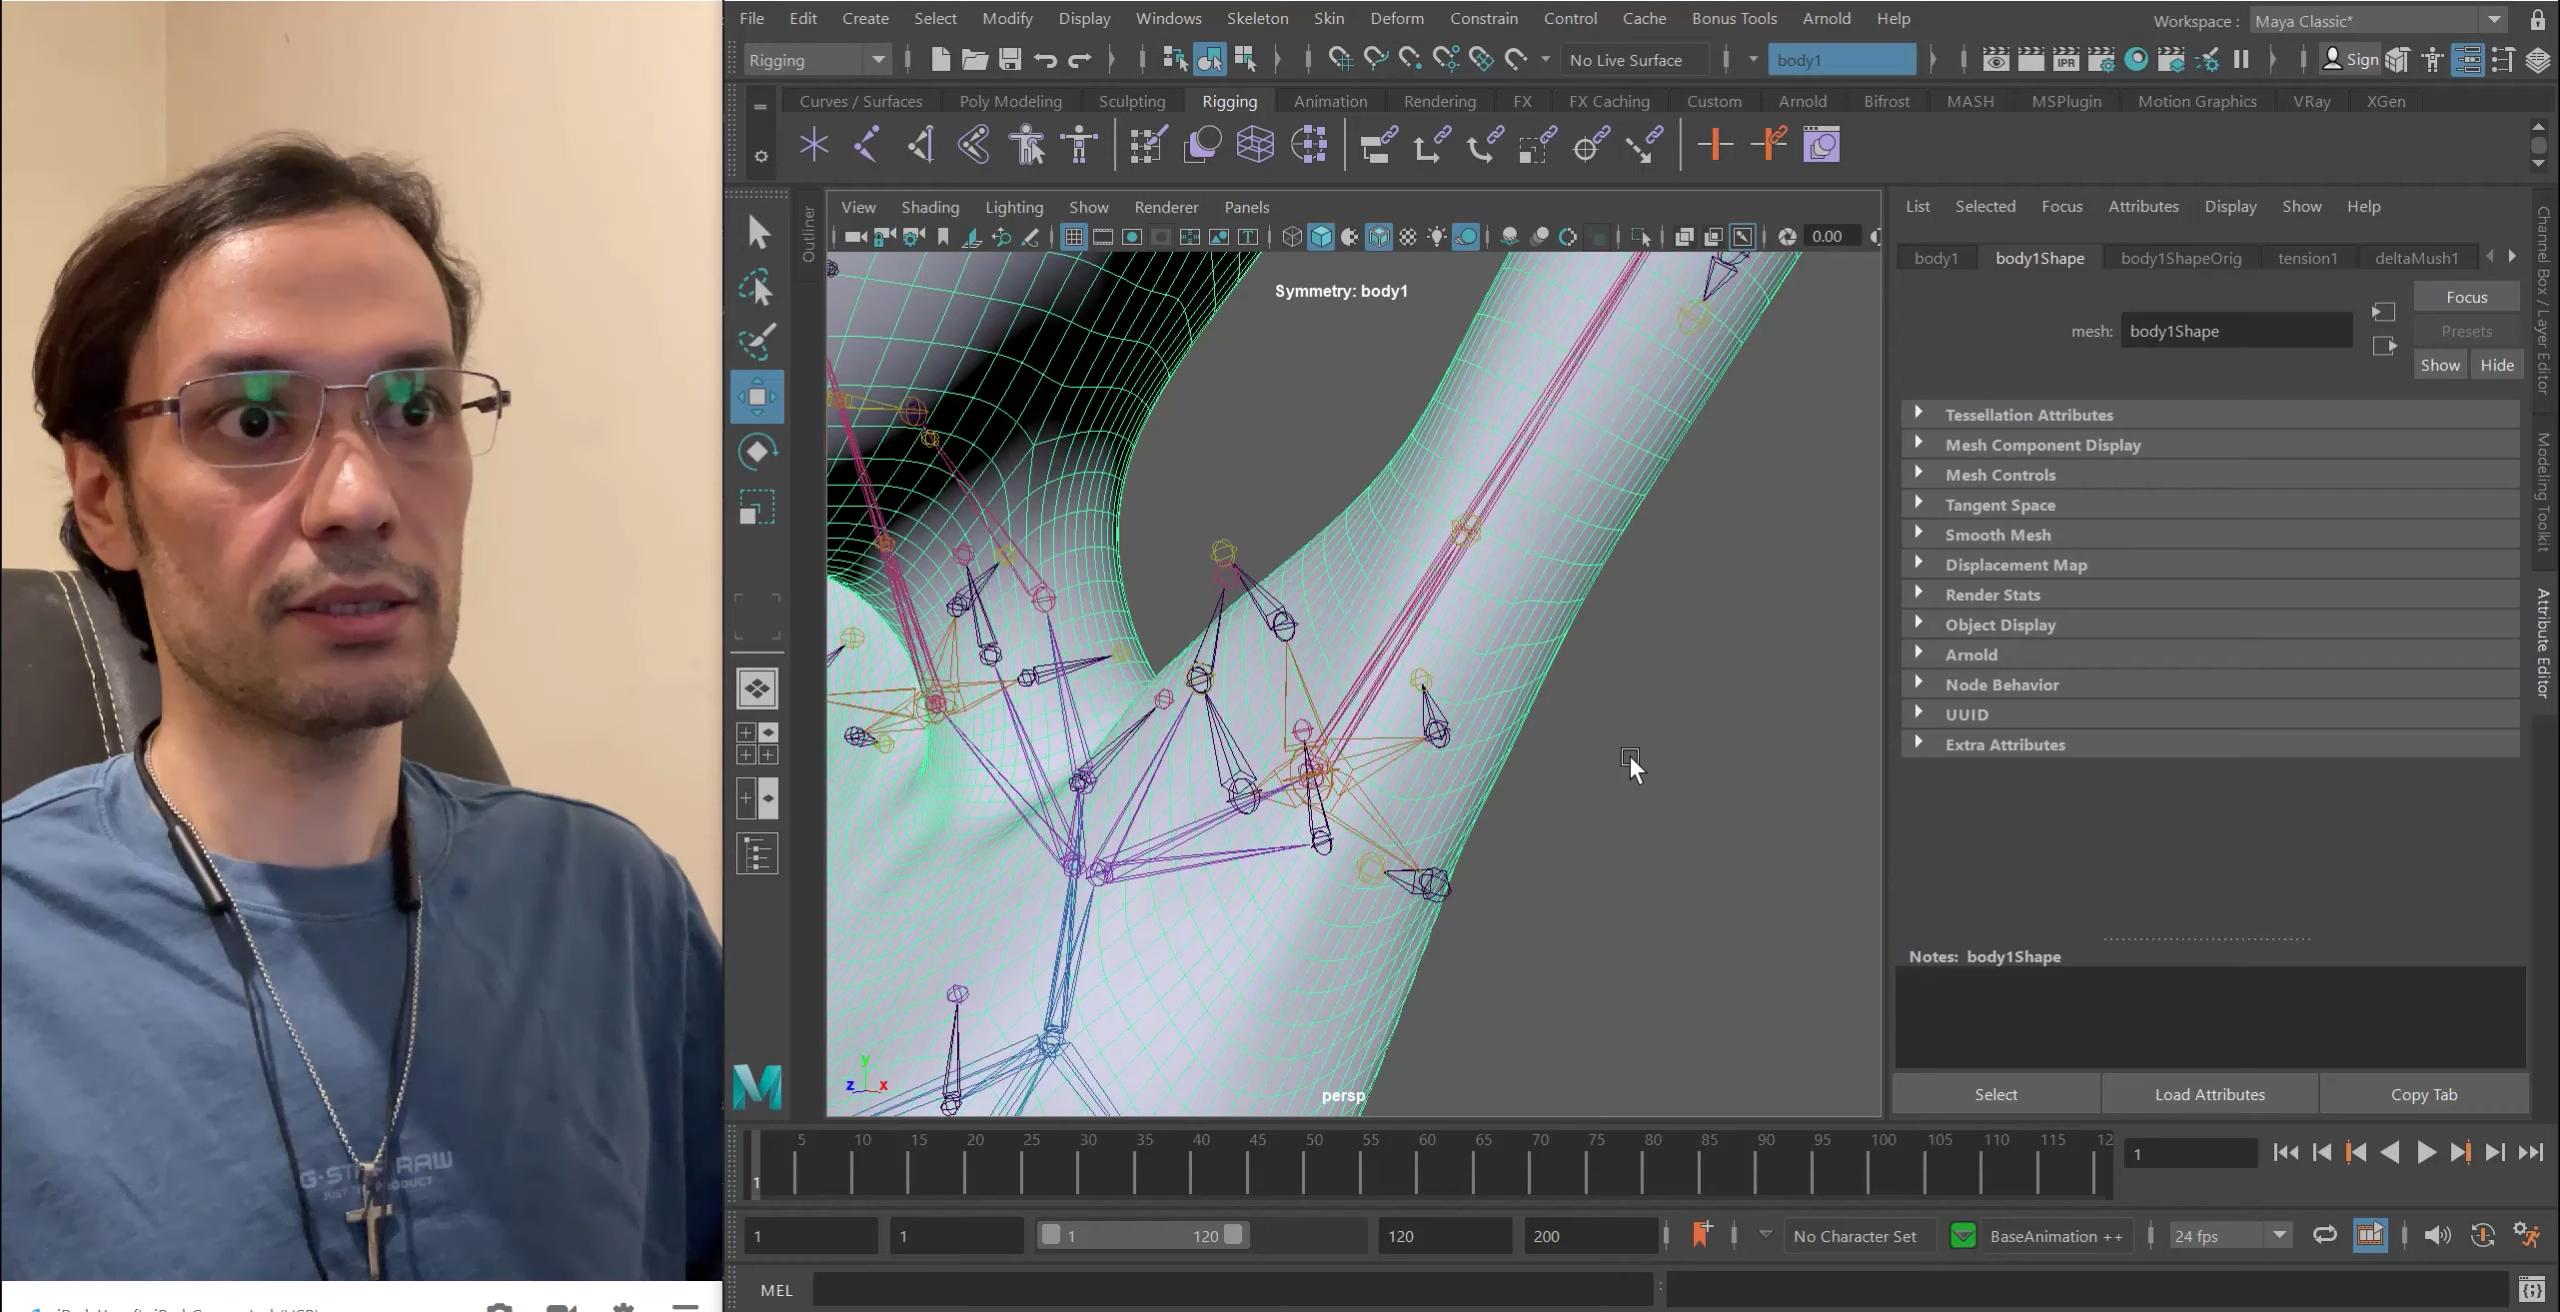 File Edit Create Select Modify Display Windows Skeleton Skin Deform Constrain Control Cache Bonus Tools Arnold Help
Workspace : Maya Classic*
Rigging
No Live Surface
body1
IPR
Sign
Curves / Surfaces Poly Modeling Sculpting Rigging Animation Rendering FX FX Caching Custom Arnold Bifrost MASH MSPlugin Motion Graphics VRay XGen
Outliner
View Shading Lighting Show Renderer Panels
0.00
Symmetry: body1
y
z x
persp
List Selected Focus Attributes Display Show Help
body1 body1Shape body1ShapeOrig tension1 deltaMush1
Focus
mesh: body1Shape
Presets
Show Hide
Tessellation Attributes
Mesh Component Display
Mesh Controls
Tangent Space
Smooth Mesh
Displacement Map
Render Stats
Object Display
Arnold
Node Behavior
UUID
Extra Attributes
Notes: body1Shape
Select Load Attributes Copy Tab
Channel Box / Layer Editor
Modeling Toolkit
Attribute Editor
M
5 10 15 20 25 30 35 40 45 50 55 60 65 70 75 80 85 90 95 100 105 110 115 12
1
1
1 1 1 120 120 200 No Character Set BaseAnimation ++ 24 fps
MEL
RAW